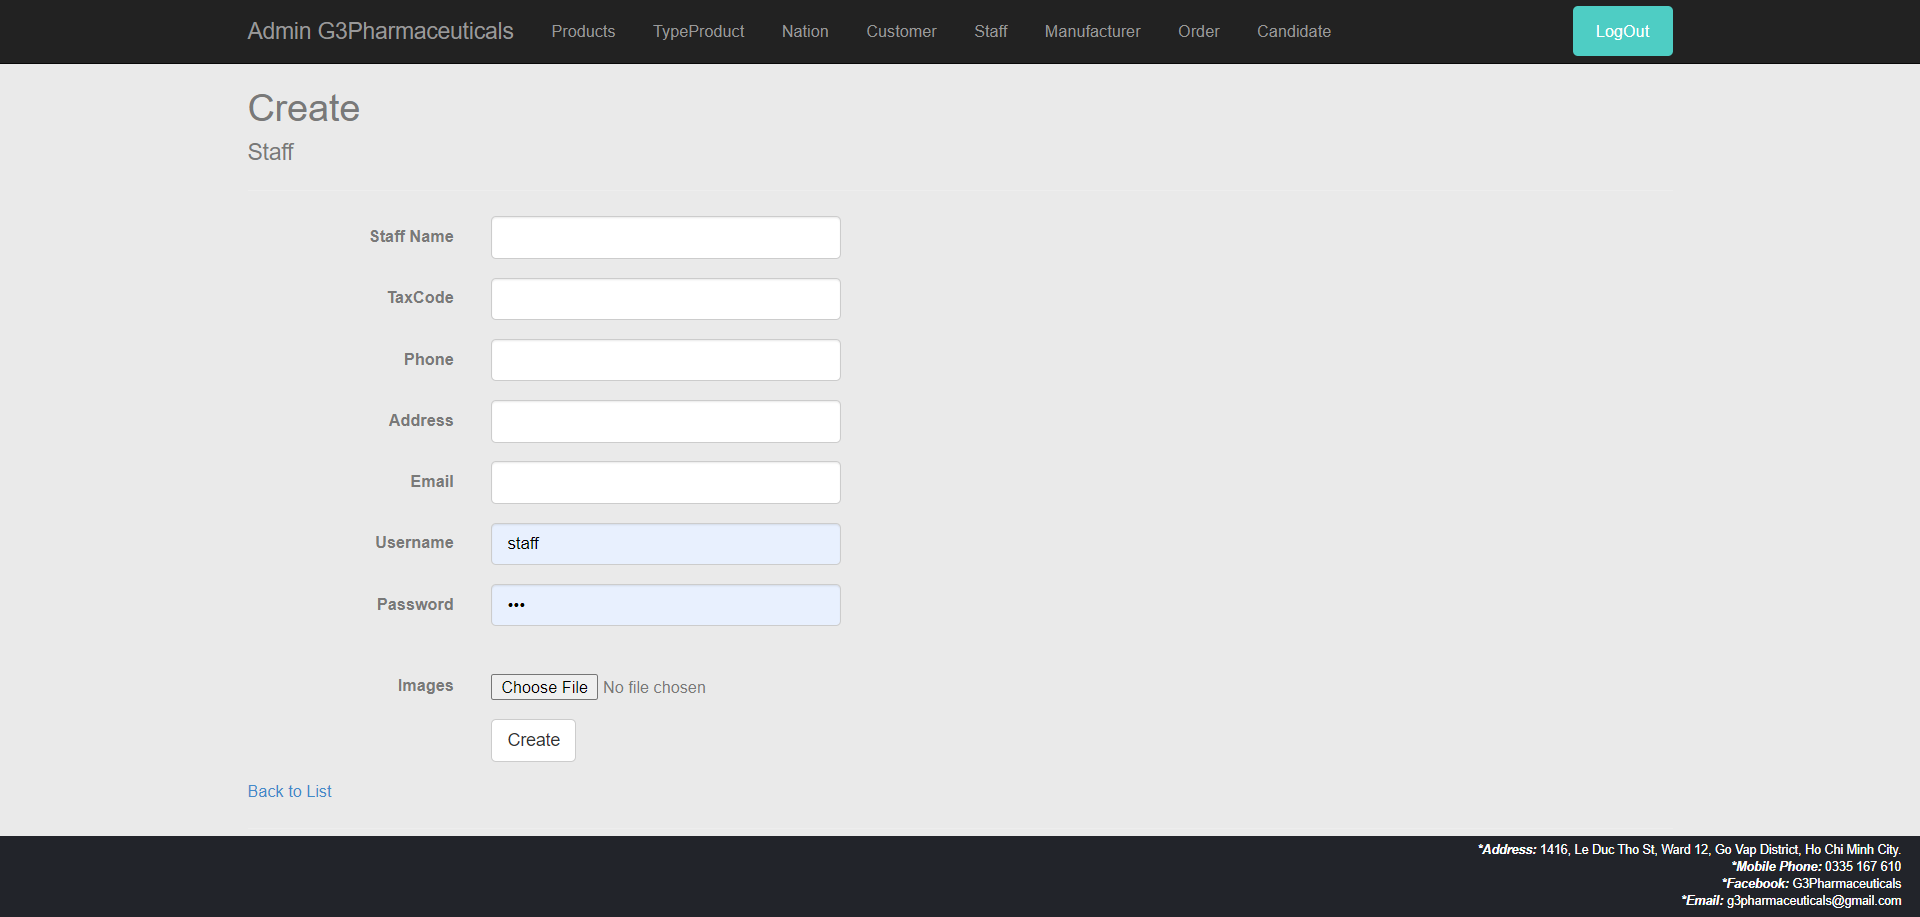 Admin G3Pharmaceuticals Products TypeProduct Nation Customer Staff Manufacturer Order Candidate LogOut
Create
Staff
Staff Name
TaxCode
Phone
Address
Email
Username staff
Password •••
Images Choose File No file chosen
Create
Back to List
*Address: 1416, Le Duc Tho St, Ward 12, Go Vap District, Ho Chi Minh City.
*Mobile Phone: 0335 167 610
*Facebook: G3Pharmaceuticals
*Email: g3pharmaceuticals@gmail.com